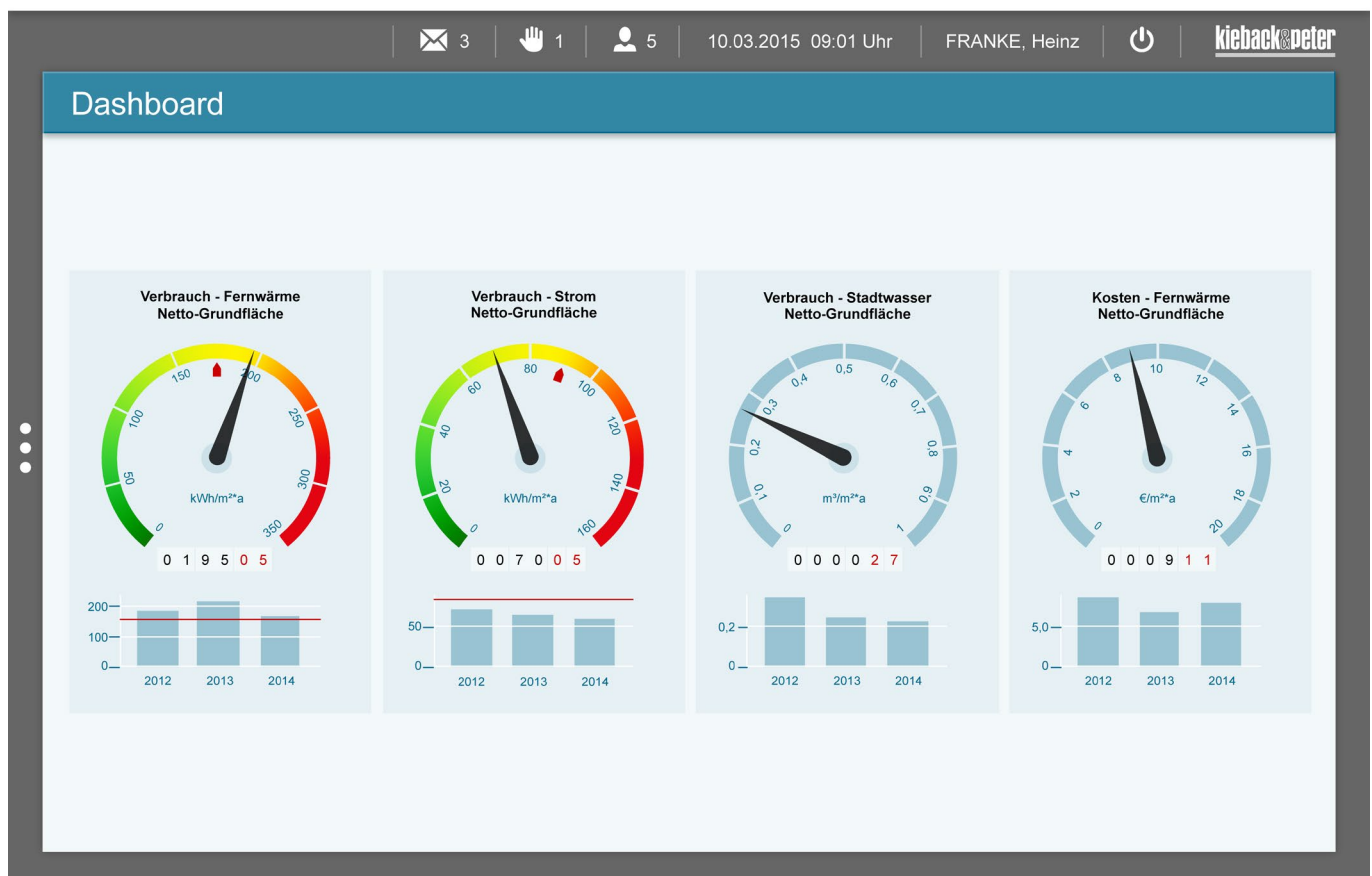 3 1 5 10.03.2015 09:01 Uhr FRANKE, Heinz kieback&peter
Dashboard
Verbrauch - Fernwärme
Netto-Grundfläche
0 50 100 150 200 250 300 350
kWh/m²*a
0 1 9 5 0 5
200
100
0
2012 2013 2014
Verbrauch - Strom
Netto-Grundfläche
0 20 40 60 80 100 120 140 160
kWh/m²*a
0 0 7 0 0 5
50
0
2012 2013 2014
Verbrauch - Stadtwasser
Netto-Grundfläche
0 0,1 0,2 0,3 0,4 0,5 0,6 0,7 0,8 0,9 1
m³/m²*a
0 0 0 0 2 7
0,2
0
2012 2013 2014
Kosten - Fernwärme
Netto-Grundfläche
0 2 4 6 8 10 12 14 16 18 20
€/m²*a
0 0 0 9 1 1
5,0
0
2012 2013 2014